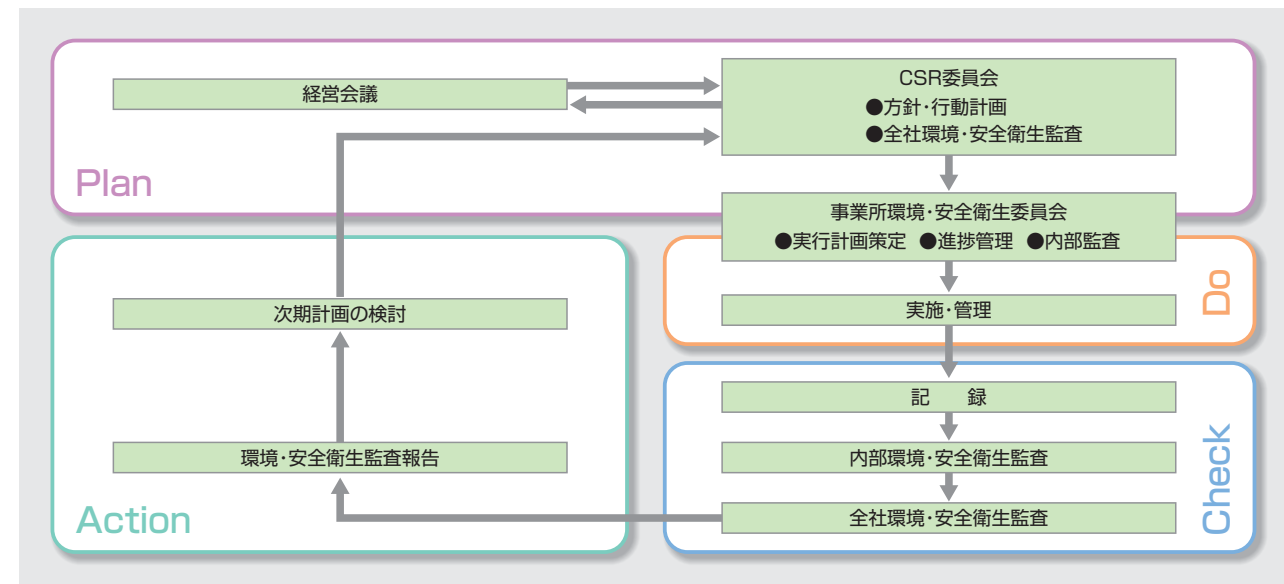 経営会議
CSR委員会
●方針・行動計画
●全社環境・安全衛生監査
Plan
事業所環境・安全衛生委員会
●実行計画策定 ●進捗管理 ●内部監査
Do
実施・管理
次期計画の検討
記 録
内部環境・安全衛生監査
全社環境・安全衛生監査
Check
環境・安全衛生監査報告
Action